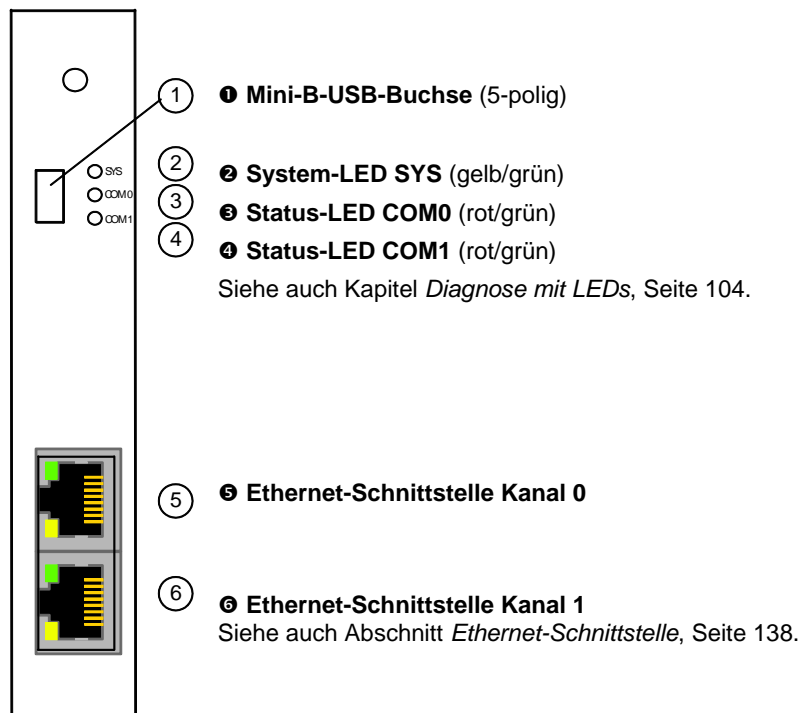 1 ❶ Mini-B-USB-Buchse (5-polig)
SYS 2 ❷ System-LED SYS (gelb/grün)
COM0 3 ❸ Status-LED COM0 (rot/grün)
COM1 4 ❹ Status-LED COM1 (rot/grün)
Siehe auch Kapitel Diagnose mit LEDs, Seite 104.
5 ❺ Ethernet-Schnittstelle Kanal 0
6 ❻ Ethernet-Schnittstelle Kanal 1
Siehe auch Abschnitt Ethernet-Schnittstelle, Seite 138.